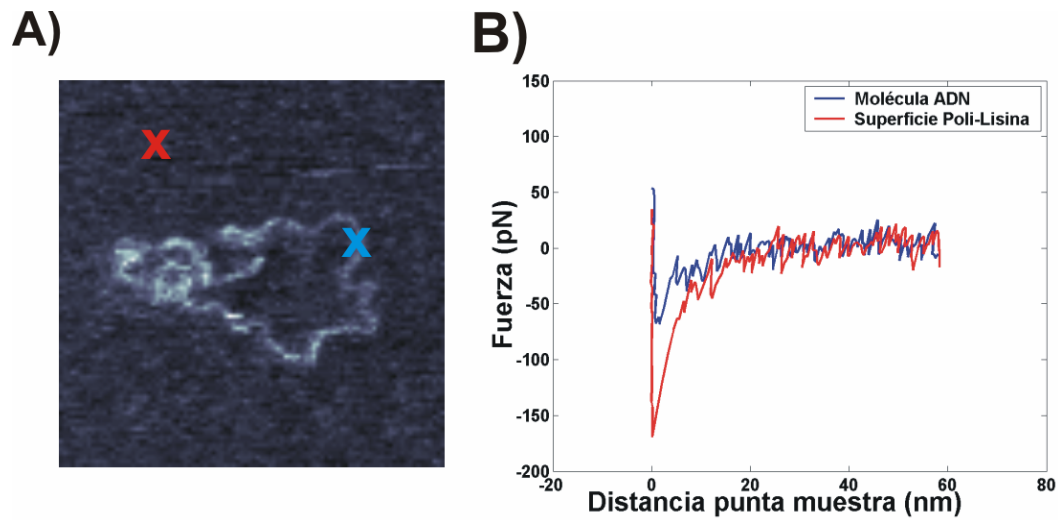 A)
X
X
B)
Fuerza (pN)
150
100
50
0
-50
-100
-150
-200
Molécula ADN
Superficie Poli-Lisina
-20
0
20
40
60
80
Distancia punta muestra (nm)